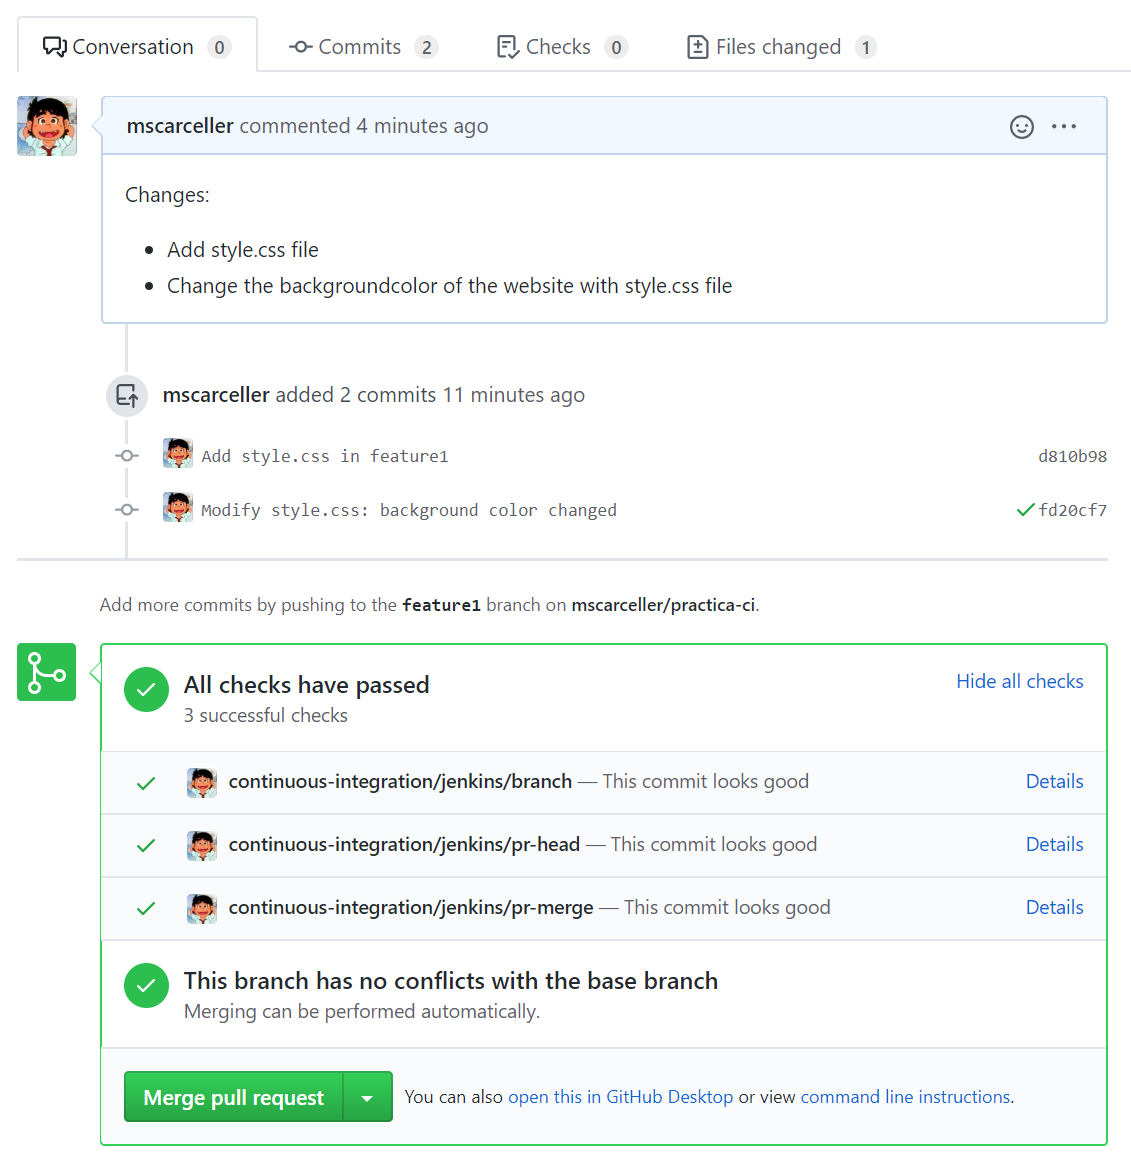 Conversation 0 Commits 2 Checks 0 Files changed 1
mscarceller commented 4 minutes ago
Changes:
Add style.css file
Change the backgroundcolor of the website with style.css file
mscarceller added 2 commits 11 minutes ago
Add style.css in feature1 d810b98
Modify style.css: background color changed fd20cf7
Add more commits by pushing to the feature1 branch on mscarceller/practica-ci.
All checks have passed Hide all checks
3 successful checks
continuous-integration/jenkins/branch — This commit looks good Details
continuous-integration/jenkins/pr-head — This commit looks good Details
continuous-integration/jenkins/pr-merge — This commit looks good Details
This branch has no conflicts with the base branch
Merging can be performed automatically.
Merge pull request You can also open this in GitHub Desktop or view command line instructions.